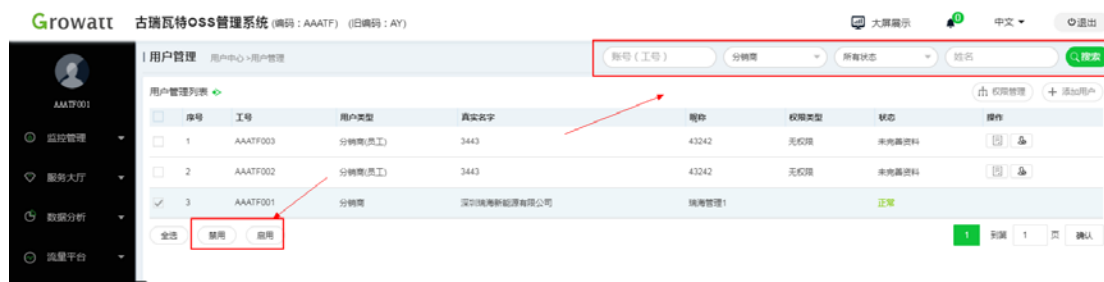 Growatt 古瑞瓦特OSS管理系统 (编码：AAATF) (旧编码：AY) 大屏展示 0 中文 退出
用户管理 用户中心>用户管理 账号（工号） 分销商 所有状态 姓名 搜索
AAATF001
用户管理列表 权限管理 + 添加用户
序号 工号 用户类型 真实名字 昵称 权限类型 状态 操作
监控管理
1 AAATF003 分销商(员工) 3443 43242 无权限 未完善资料
服务大厅
2 AAATF002 分销商(员工) 3443 43242 无权限 未完善资料
数据分析
3 AAATF001 分销商 深圳瑞海新能源有限公司 瑞海管理1 正常
全选 禁用 启用 1 到第 1 页 确认
流量平台